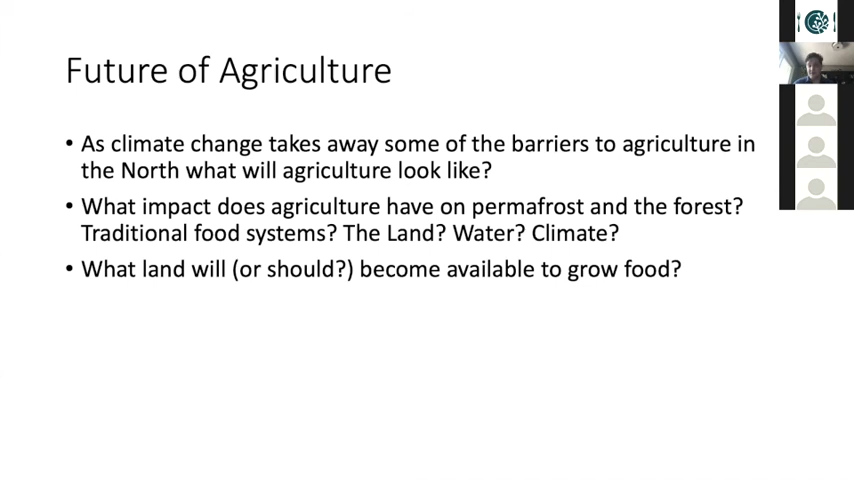 Future of Agriculture
• As climate change takes away some of the barriers to agriculture in
the North what will agriculture look like?
• What impact does agriculture have on permafrost and the forest?
Traditional food systems? The Land? Water? Climate?
• What land will (or should?) become available to grow food?